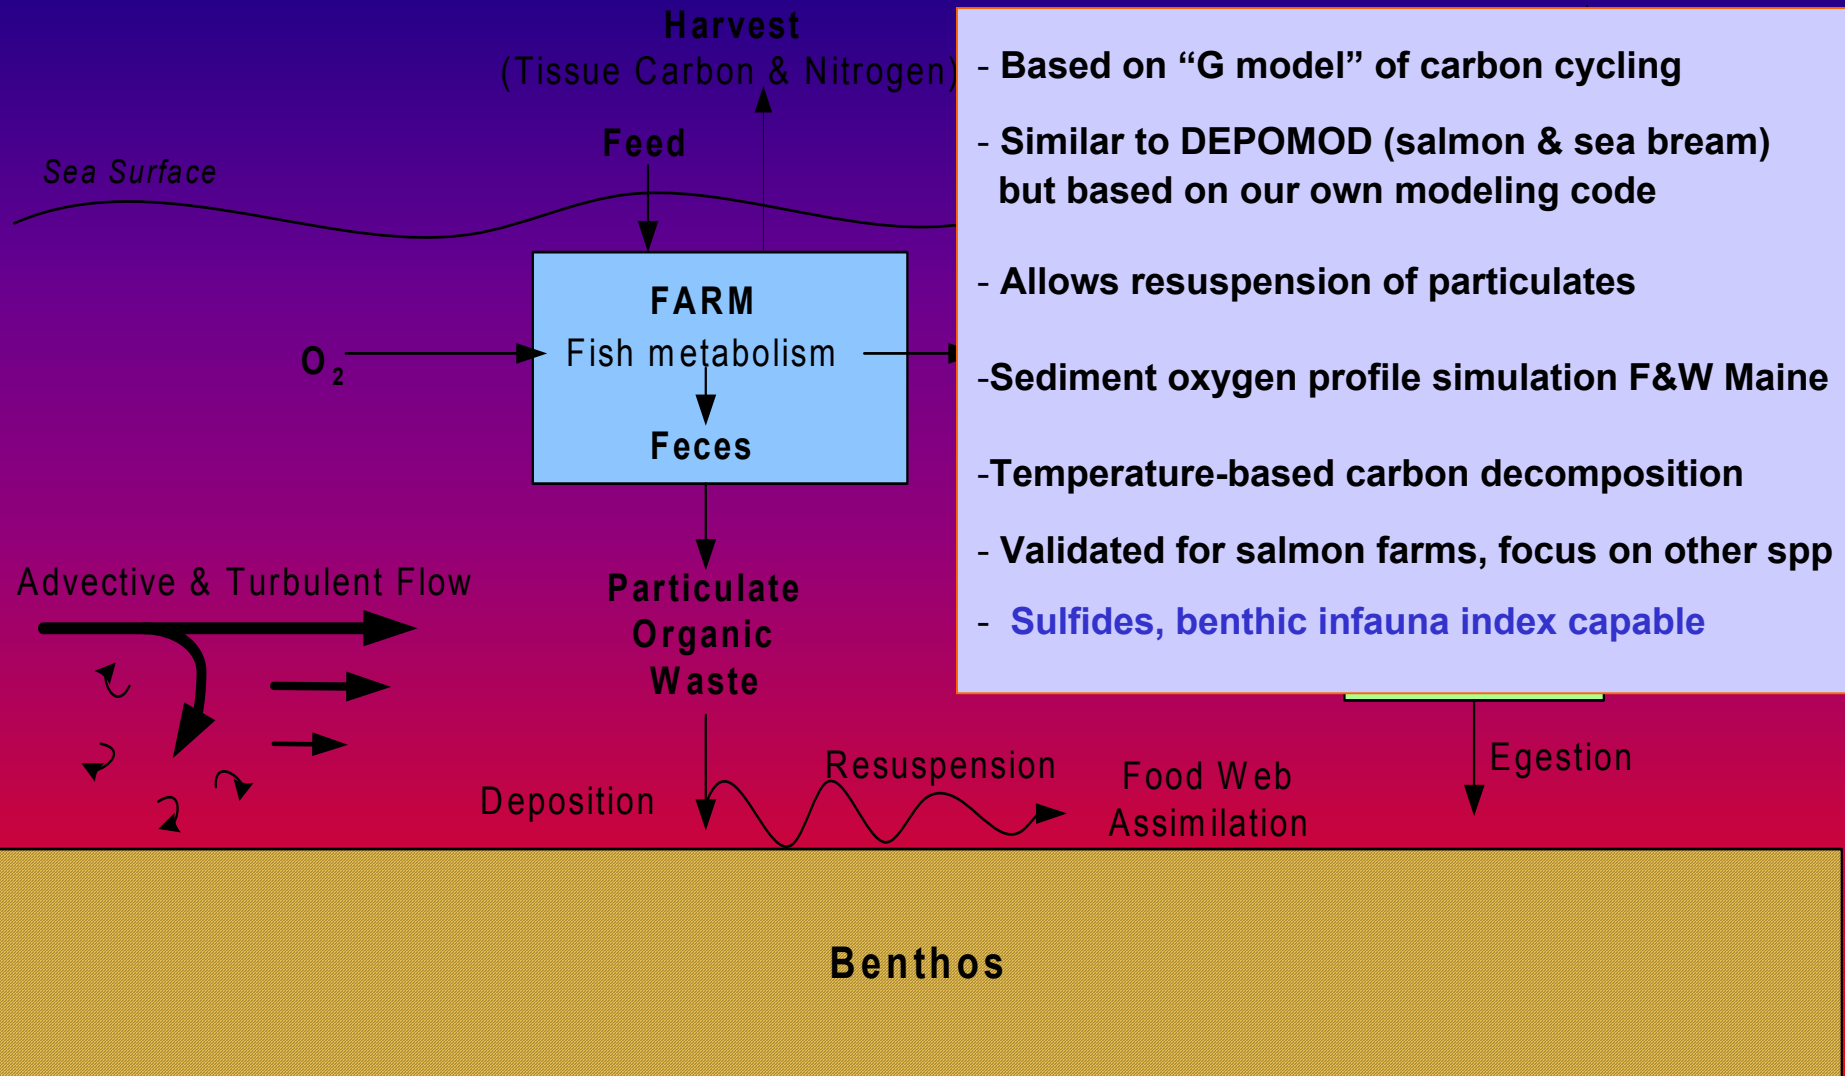 Harvest
(Tissue Carbon & Nitrogen)
Feed
Sea Surface
FARM
Fish metabolism
O2
Feces
Advective & Turbulent Flow
Particulate
Organic
Waste
Deposition
Resuspension
Food Web
Assimilation
Egestion
Benthos
- Based on “G model” of carbon cycling
- Similar to DEPOMOD (salmon & sea bream)
but based on our own modeling code
- Allows resuspension of particulates
-Sediment oxygen profile simulation F&W Maine
-Temperature-based carbon decomposition
- Validated for salmon farms, focus on other spp
- Sulfides, benthic infauna index capable